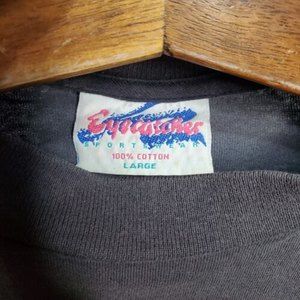 Eyecatcher
SPORTSWEAR
100% COTTON
LARGE